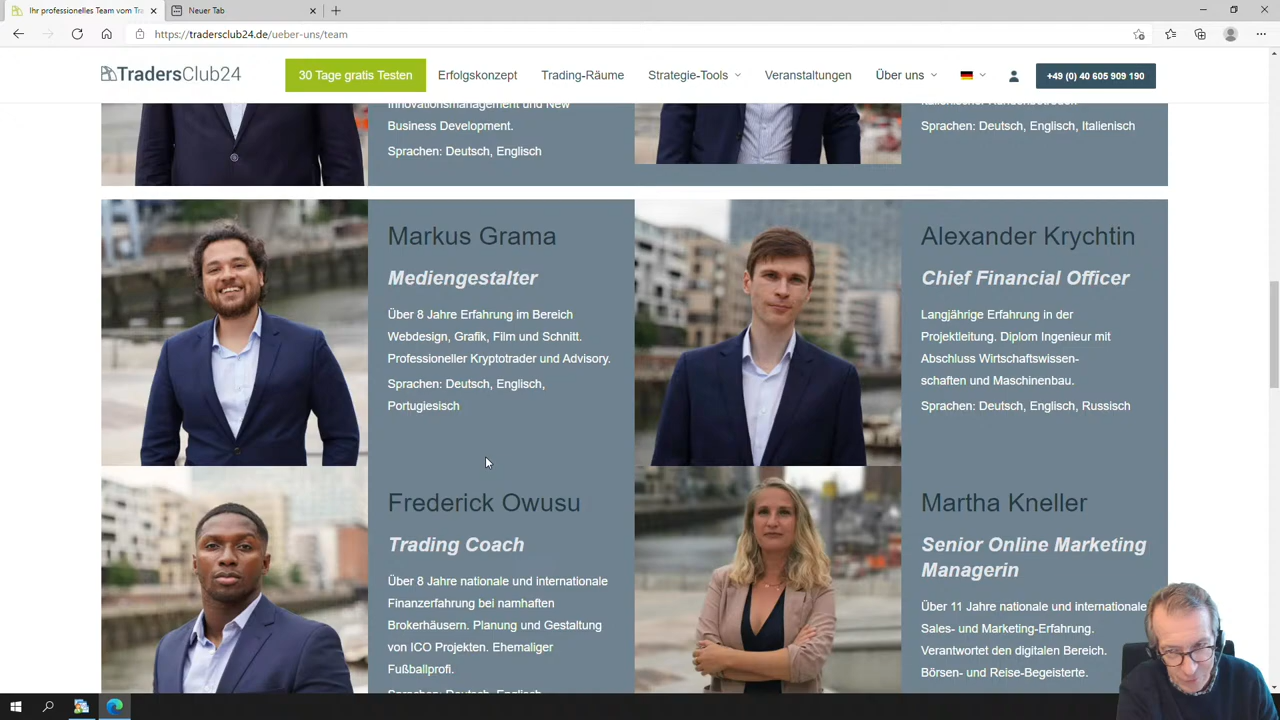 Ihr professionelles Team vom Tra
Neuer Tab
https://tradersclub24.de/ueber-uns/team
TradersClub24
30 Tage gratis Testen
Erfolgskonzept
Trading-Räume
Strategie-Tools
Veranstaltungen
Über uns
+49 (0) 40 605 909 190
Innovationsmanagement und New
Business Development.
Sprachen: Deutsch, Englisch
Sprachen: Deutsch, Englisch, Italienisch
Markus Grama
Mediengestalter
Über 8 Jahre Erfahrung im Bereich
Webdesign, Grafik, Film und Schnitt.
Professioneller Kryptotrader und Advisory.
Sprachen: Deutsch, Englisch,
Portugiesisch
Alexander Krychtin
Chief Financial Officer
Langjährige Erfahrung in der
Projektleitung. Diplom Ingenieur mit
Abschluss Wirtschaftswissen-
schaften und Maschinenbau.
Sprachen: Deutsch, Englisch, Russisch
Frederick Owusu
Trading Coach
Über 8 Jahre nationale und internationale
Finanzerfahrung bei namhaften
Brokerhäusern. Planung und Gestaltung
von ICO Projekten. Ehemaliger
Fußballprofi.
Sprachen: Deutsch, Englisch
Martha Kneller
Senior Online Marketing
Managerin
Über 11 Jahre nationale und internationale
Sales- und Marketing-Erfahrung.
Verantwortet den digitalen Bereich.
Börsen- und Reise-Begeisterte.